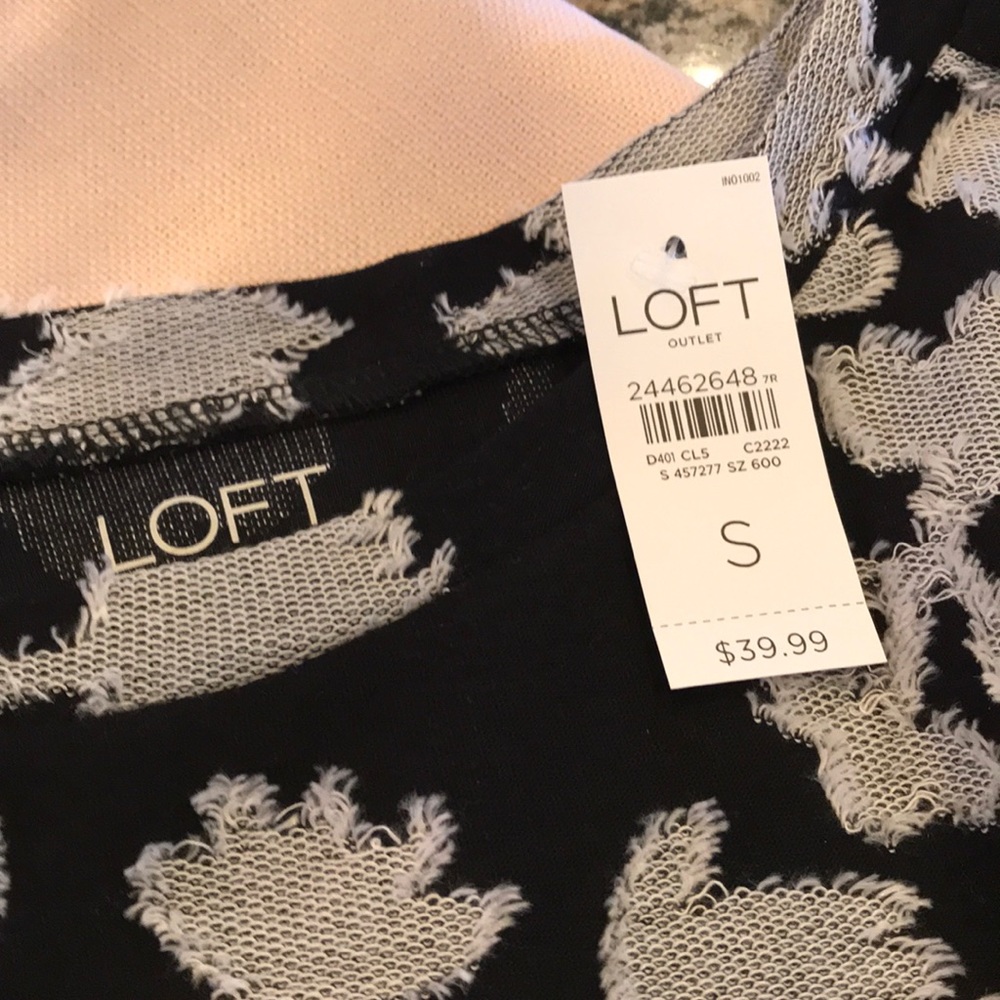 IN01002
LOFT
OUTLET
24462648 7R
D401 CL5 C2222
S 457277 SZ 600
S
$39.99
LOFT